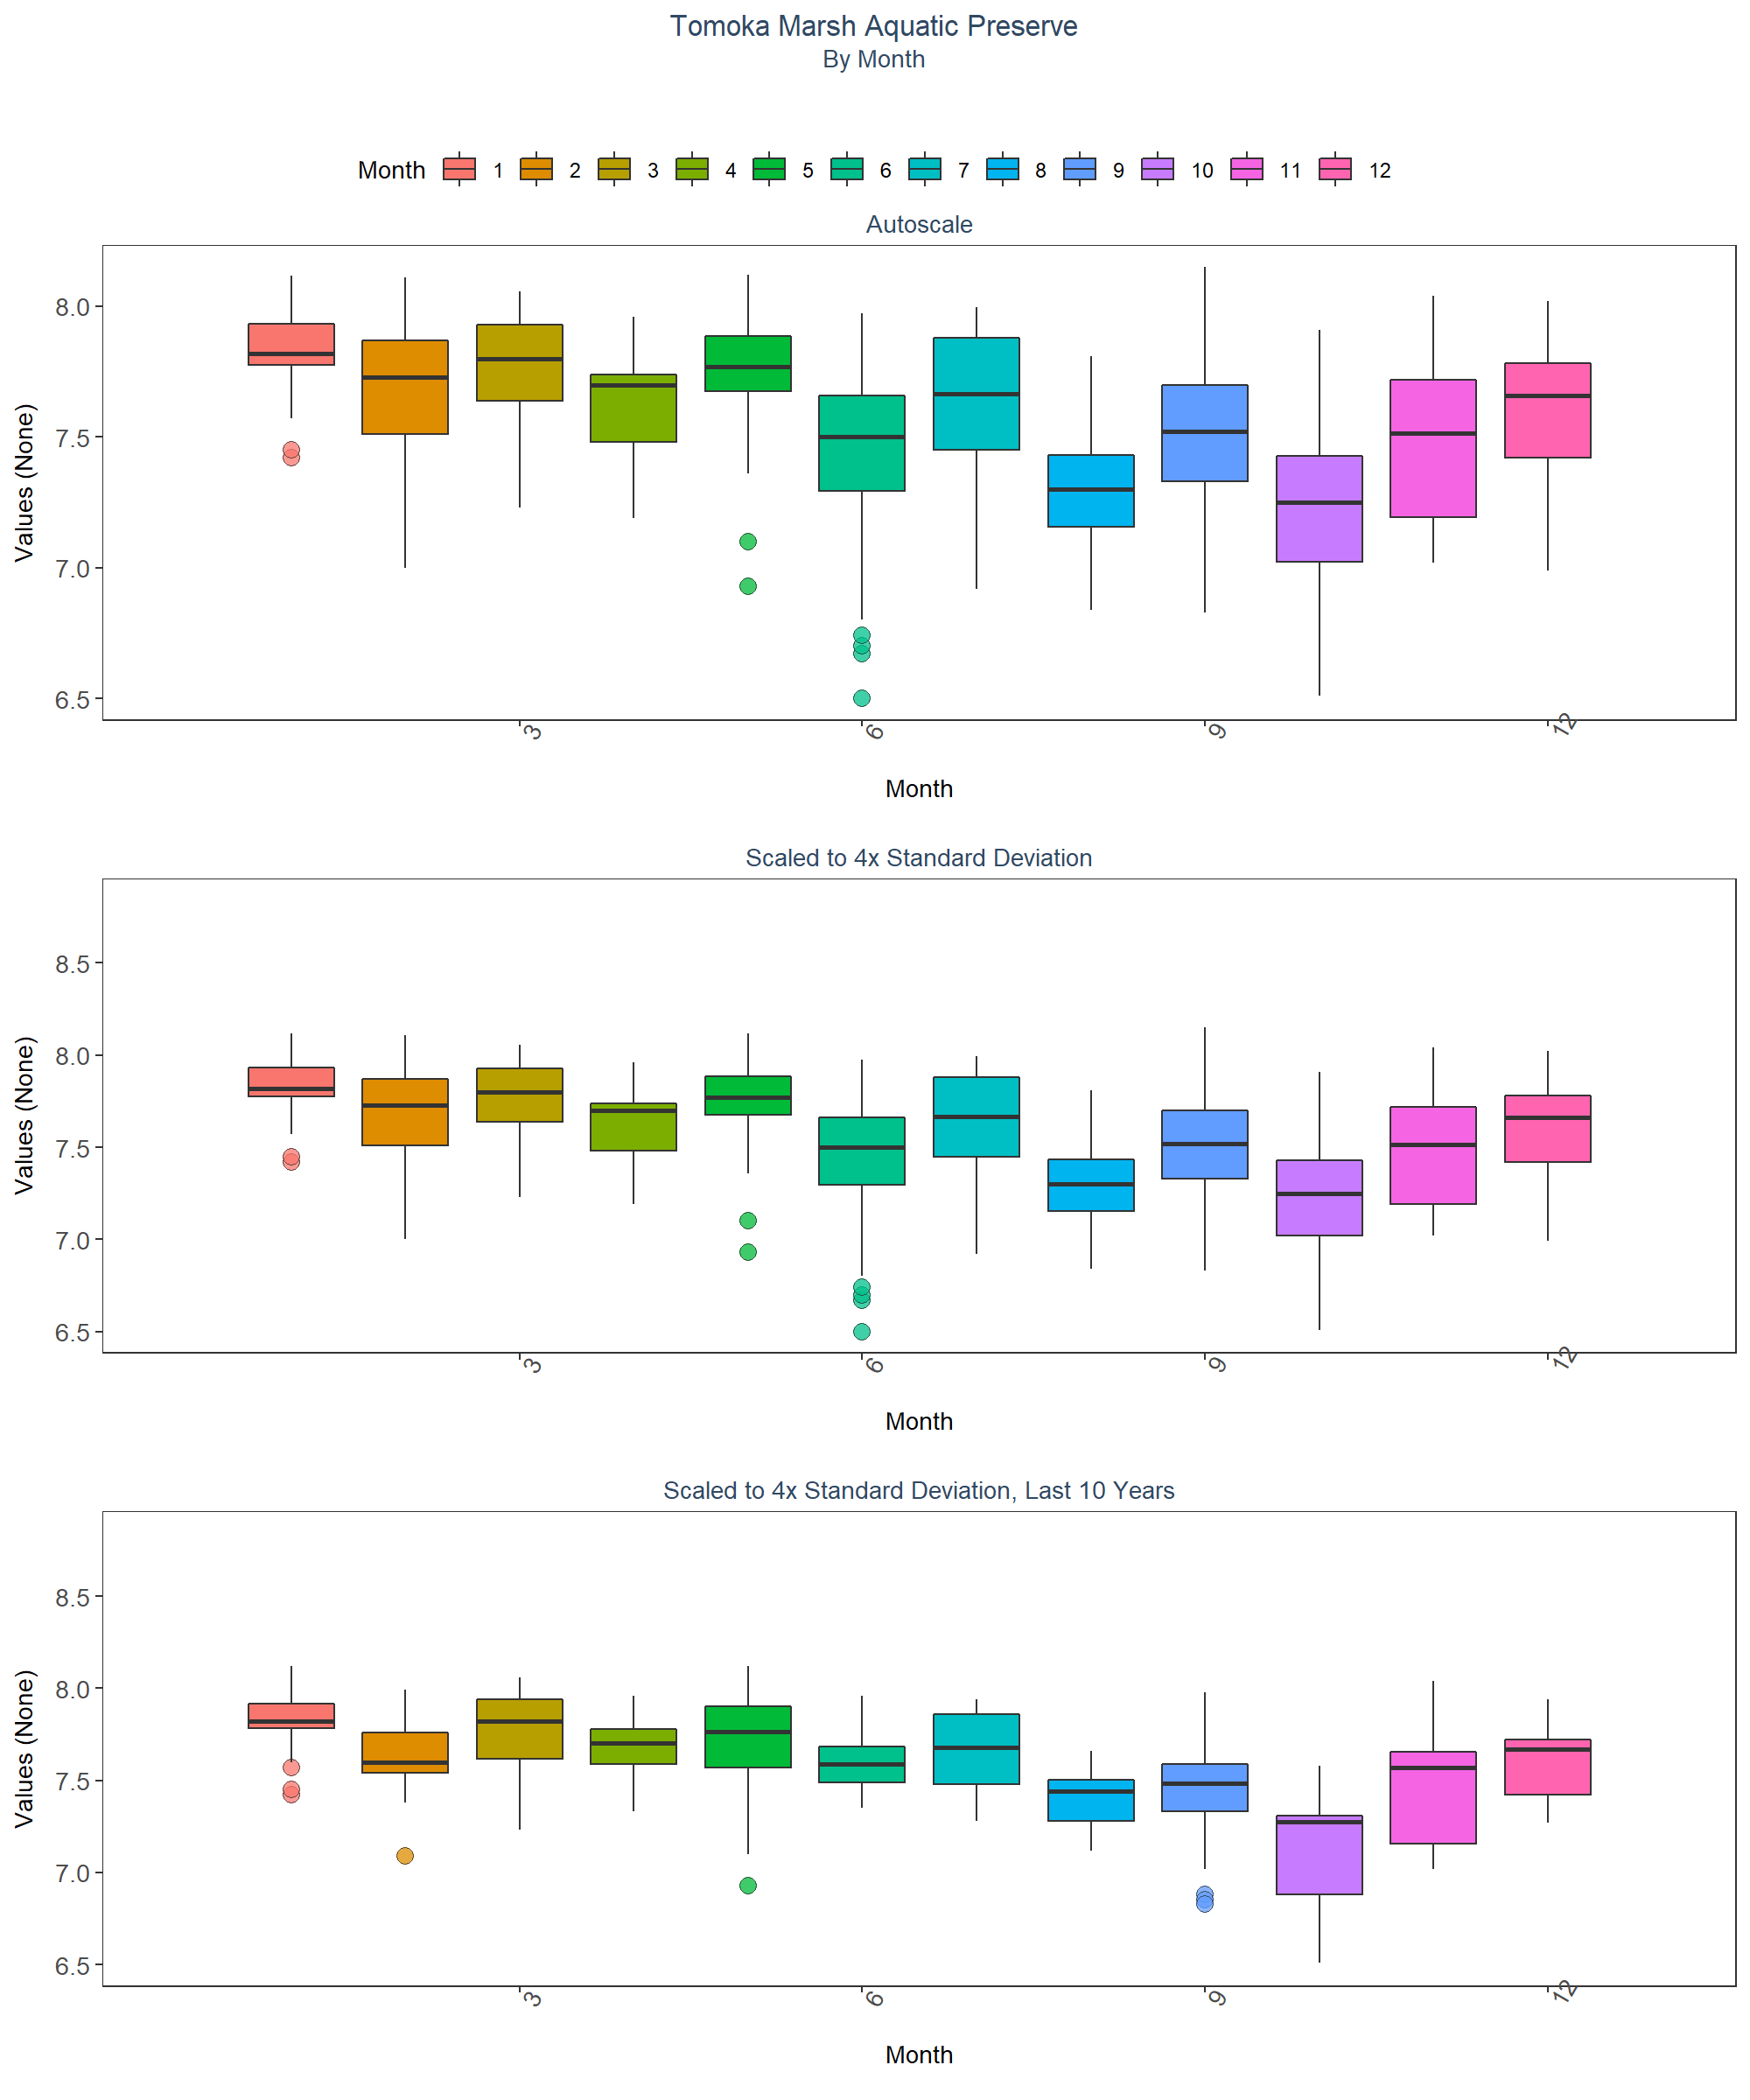 Tomoka Marsh Aquatic Preserve
By Month
Month 1 2 3 4 5 6 7 8 9 10 11 12
Autoscale
Values (None)
8.0
7.5
7.0
6.5
3 6 9 12
Month
Scaled to 4x Standard Deviation
Values (None)
8.5
8.0
7.5
7.0
6.5
3 6 9 12
Month
Scaled to 4x Standard Deviation, Last 10 Years
Values (None)
8.5
8.0
7.5
7.0
6.5
3 6 9 12
Month